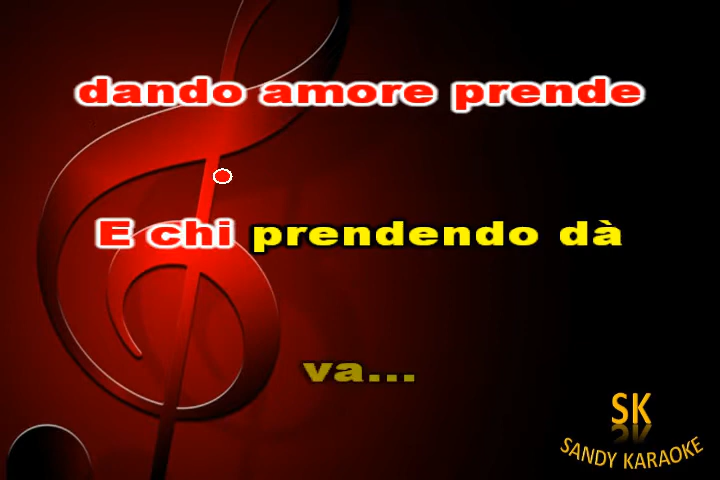 dando amore prende
E chi prendendo dà
va...
SK
SANDY KARAOKE